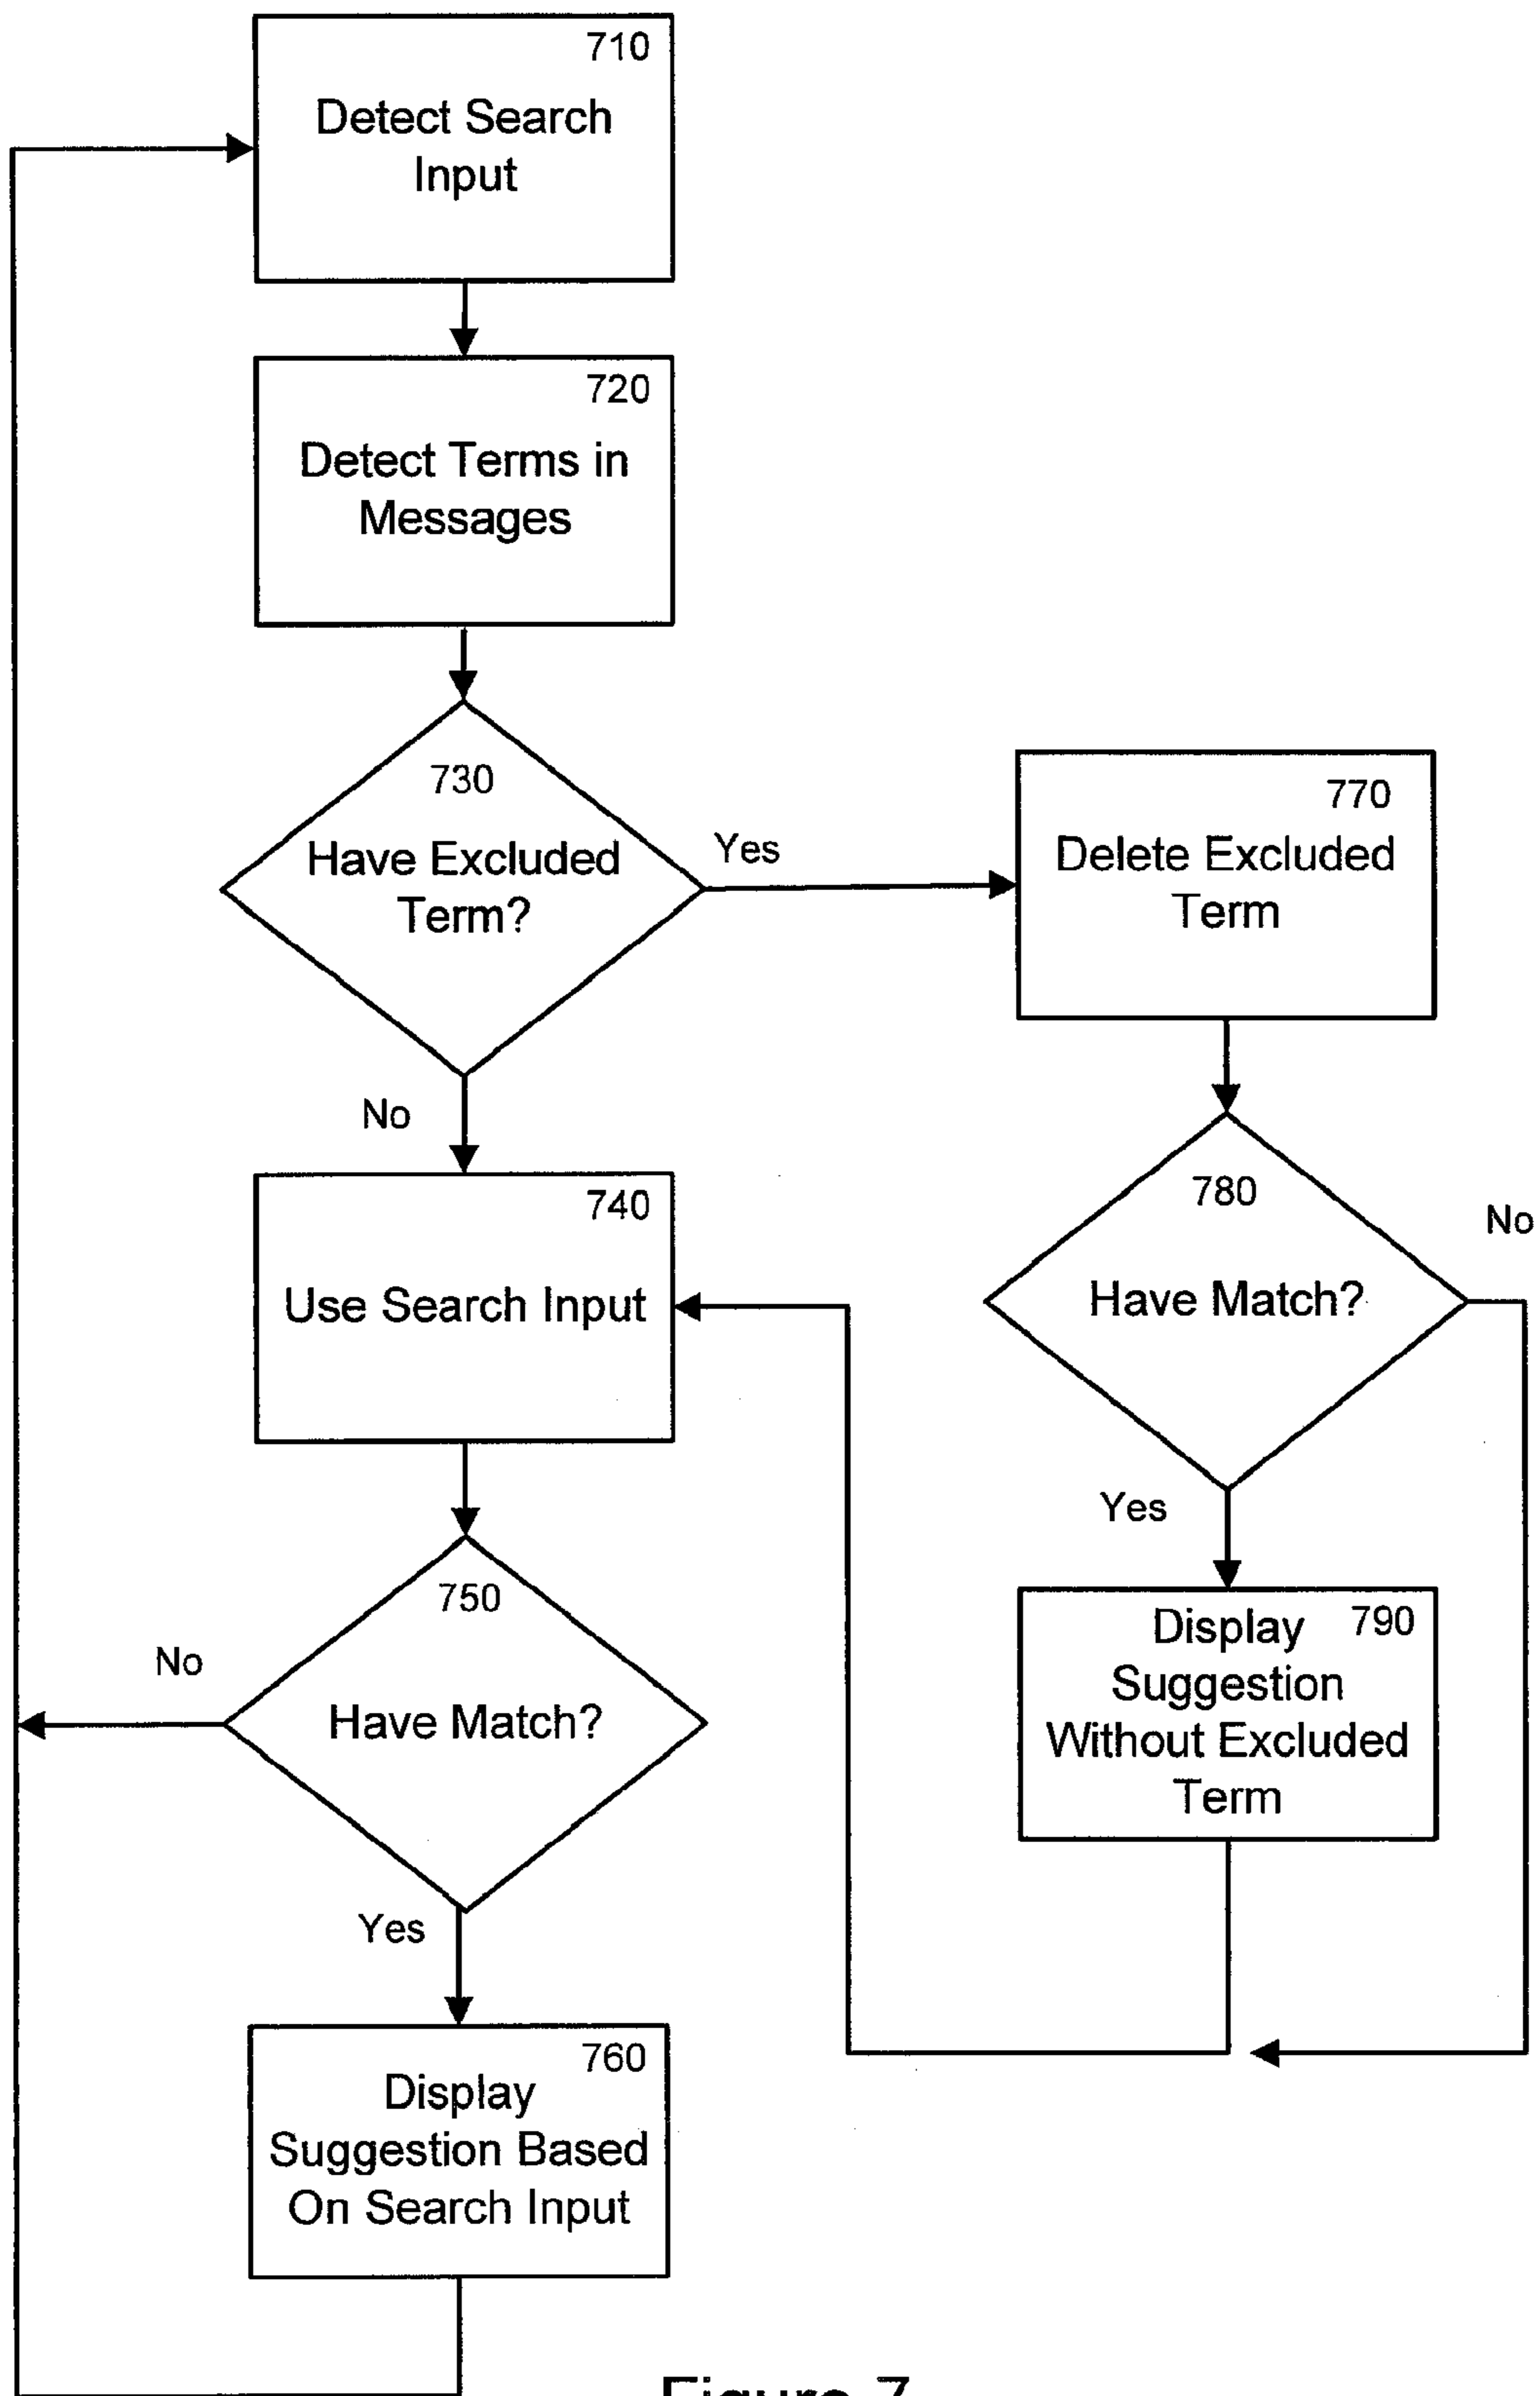 710
Detect Search
Input
720
Detect Terms in
Messages
730
Have Excluded
Term?
Yes
No
770
Delete Excluded
Term
740
Use Search Input
780
Have Match?
No
Yes
750
Have Match?
No
Yes
790
Display
Suggestion
Without Excluded
Term
760
Display
Suggestion Based
On Search Input
Figure 7